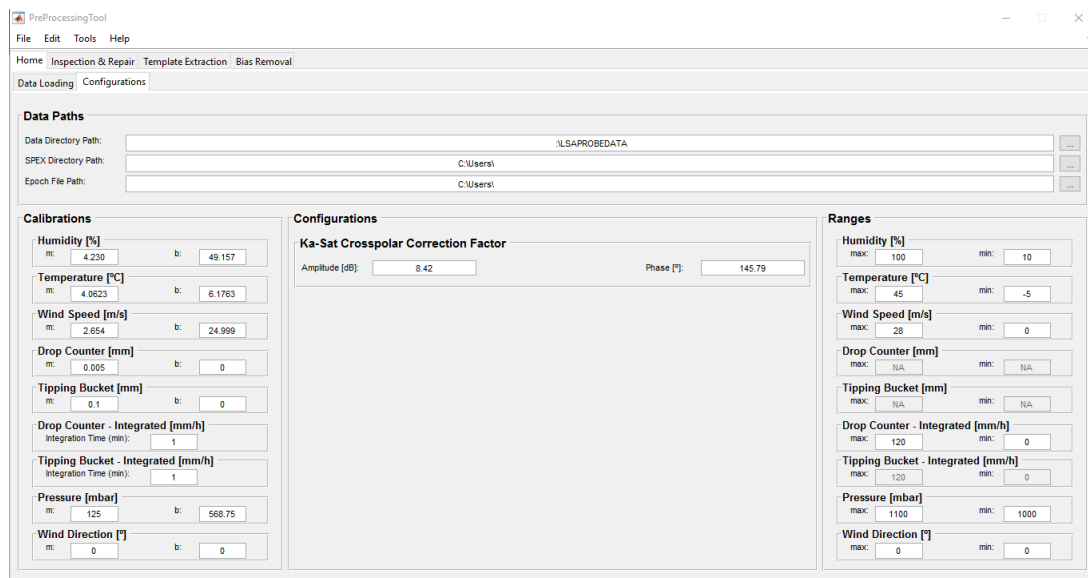 PreProcessingTool
File Edit Tools Help
Home Inspection & Repair Template Extraction Bias Removal
Data Loading Configurations
Data Paths
Data Directory Path: :\LSAPROBEDATA ...
SPEX Directory Path: C:\Users\ ...
Epoch File Path: C:\Users\ ...
Calibrations
Humidity [%]
m: 4.230 b: 49.157
Temperature [ºC]
m: 4.0623 b: 6.1763
Wind Speed [m/s]
m: 2.654 b: 24.999
Drop Counter [mm]
m: 0.005 b: 0
Tipping Bucket [mm]
m: 0.1 b: 0
Drop Counter - Integrated [mm/h]
Integration Time (min): 1
Tipping Bucket - Integrated [mm/h]
Integration Time (min): 1
Pressure [mbar]
m: 125 b: 568.75
Wind Direction [º]
m: 0 b: 0
Configurations
Ka-Sat Crosspolar Correction Factor
Amplitude [dB]: 8.42 Phase [º]: 145.79
Ranges
Humidity [%]
max: 100 min: 10
Temperature [ºC]
max: 45 min: -5
Wind Speed [m/s]
max: 28 min: 0
Drop Counter [mm]
max: NA min: NA
Tipping Bucket [mm]
max: NA min: NA
Drop Counter - Integrated [mm/h]
max: 120 min: 0
Tipping Bucket - Integrated [mm/h]
max: 120 min: 0
Pressure [mbar]
max: 1100 min: 1000
Wind Direction [º]
max: 0 min: 0